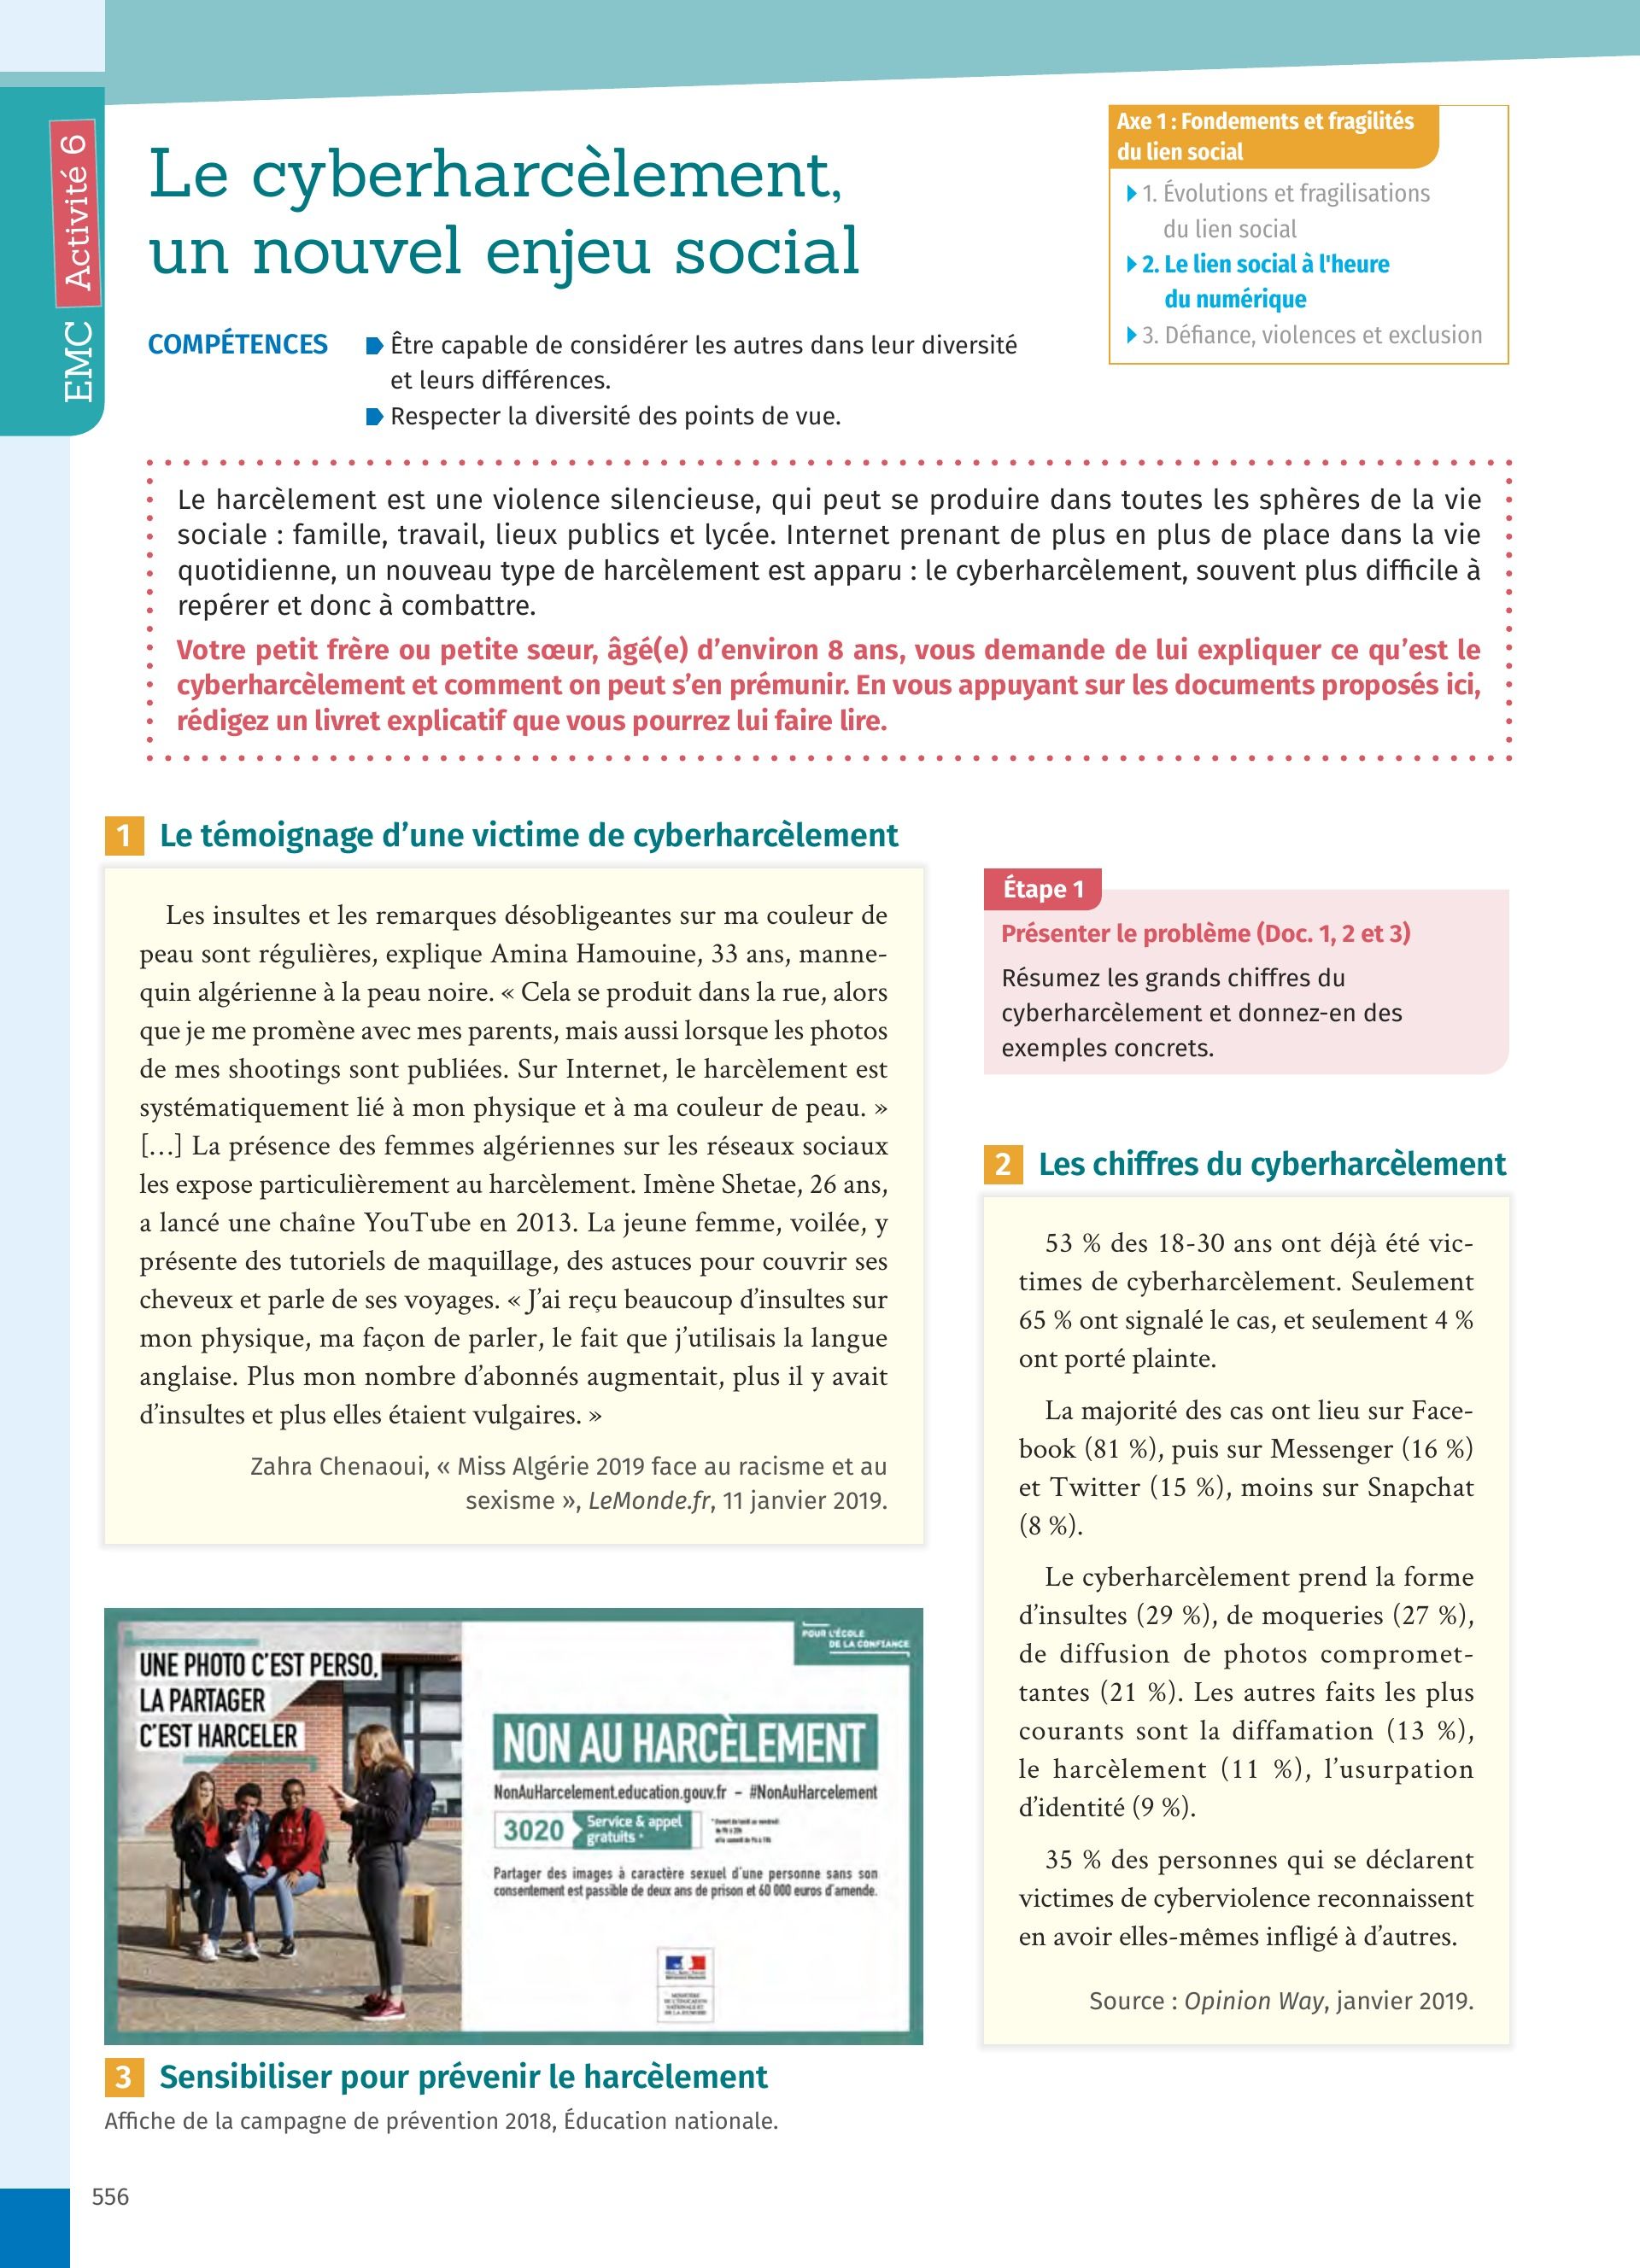 EMC Activité 6
Le cyberharcèlement,
un nouvel enjeu social
Axe 1 : Fondements et fragilités
du lien social
1. Évolutions et fragilisations
du lien social
2. Le lien social à l'heure
du numérique
3. Défiance, violences et exclusion
COMPÉTENCES
Être capable de considérer les autres dans leur diversité
et leurs différences.
Respecter la diversité des points de vue.
Le harcèlement est une violence silencieuse, qui peut se produire dans toutes les sphères de la vie
sociale : famille, travail, lieux publics et lycée. Internet prenant de plus en plus de place dans la vie
quotidienne, un nouveau type de harcèlement est apparu : le cyberharcèlement, souvent plus difficile à
repérer et donc à combattre.
Votre petit frère ou petite sœur, âgé(e) d’environ 8 ans, vous demande de lui expliquer ce qu’est le
cyberharcèlement et comment on peut s’en prémunir. En vous appuyant sur les documents proposés ici,
rédigez un livret explicatif que vous pourrez lui faire lire.
1 Le témoignage d’une victime de cyberharcèlement
Les insultes et les remarques désobligeantes sur ma couleur de
peau sont régulières, explique Amina Hamouine, 33 ans, manne-
quin algérienne à la peau noire. « Cela se produit dans la rue, alors
que je me promène avec mes parents, mais aussi lorsque les photos
de mes shootings sont publiées. Sur Internet, le harcèlement est
systématiquement lié à mon physique et à ma couleur de peau. »
[…] La présence des femmes algériennes sur les réseaux sociaux
les expose particulièrement au harcèlement. Imène Shetae, 26 ans,
a lancé une chaîne YouTube en 2013. La jeune femme, voilée, y
présente des tutoriels de maquillage, des astuces pour couvrir ses
cheveux et parle de ses voyages. « J’ai reçu beaucoup d’insultes sur
mon physique, ma façon de parler, le fait que j’utilisais la langue
anglaise. Plus mon nombre d’abonnés augmentait, plus il y avait
d’insultes et plus elles étaient vulgaires. »
Zahra Chenaoui, « Miss Algérie 2019 face au racisme et au
sexisme », LeMonde.fr, 11 janvier 2019.
Étape 1
Présenter le problème (Doc. 1, 2 et 3)
Résumez les grands chiffres du
cyberharcèlement et donnez-en des
exemples concrets.
2 Les chiffres du cyberharcèlement
53 % des 18-30 ans ont déjà été vic-
times de cyberharcèlement. Seulement
65 % ont signalé le cas, et seulement 4 %
ont porté plainte.
La majorité des cas ont lieu sur Face-
book (81 %), puis sur Messenger (16 %)
et Twitter (15 %), moins sur Snapchat
(8 %).
Le cyberharcèlement prend la forme
d’insultes (29 %), de moqueries (27 %),
de diffusion de photos compromet-
tantes (21 %). Les autres faits les plus
courants sont la diffamation (13 %),
le harcèlement (11 %), l’usurpation
d’identité (9 %).
35 % des personnes qui se déclarent
victimes de cyberviolence reconnaissent
en avoir elles-mêmes infligé à d’autres.
Source : Opinion Way, janvier 2019.
UNE PHOTO C’EST PERSO,
LA PARTAGER
C’EST HARCELER
POUR L’ÉCOLE
DE LA CONFIANCE
NON AU HARCÈLEMENT
NonAuHarcelement.education.gouv.fr – #NonAuHarcelement
3020 Service & appel
gratuits *
Partager des images à caractère sexuel d’une personne sans son
consentement est passible de deux ans de prison et 60 000 euros d’amende.
3 Sensibiliser pour prévenir le harcèlement
Affiche de la campagne de prévention 2018, Éducation nationale.
556